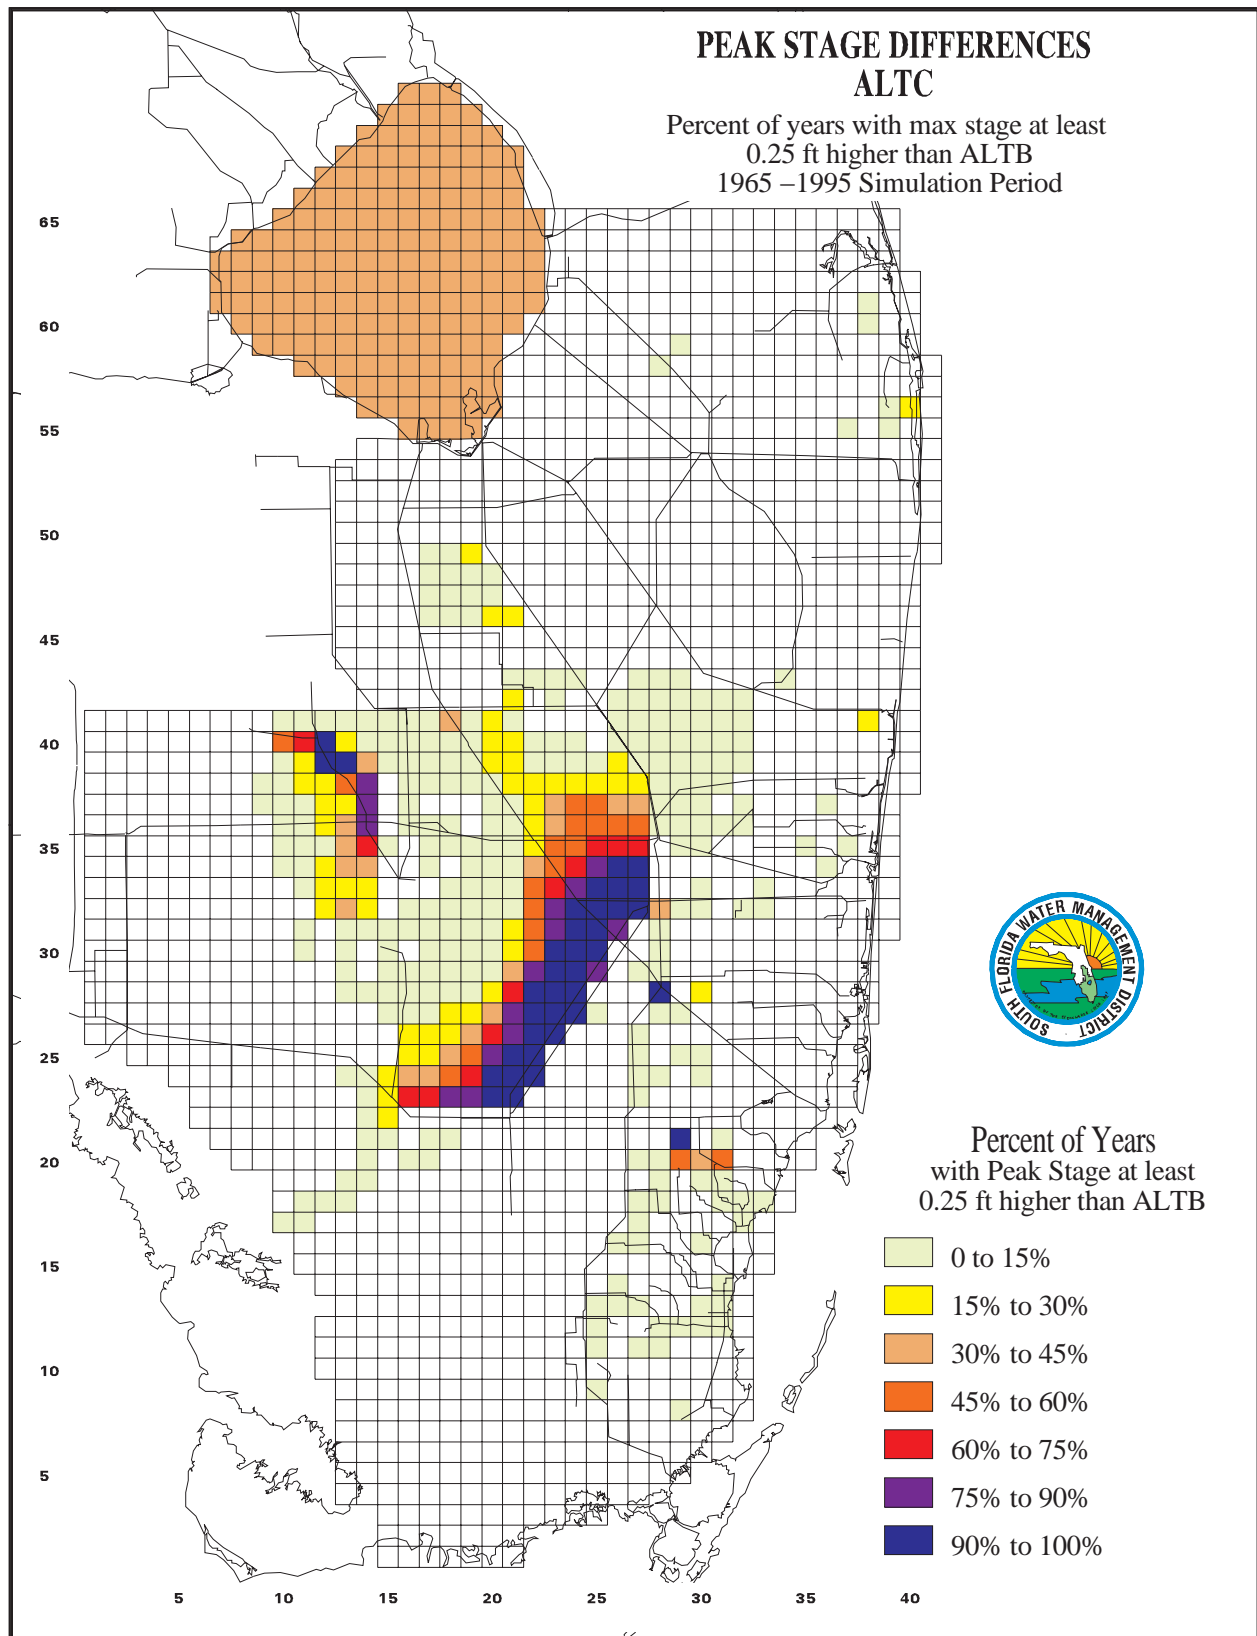 PEAK STAGE DIFFERENCES
ALTC
Percent of years with max stage at least
0.25 ft higher than ALTB
1965 –1995 Simulation Period
65
60
55
50
45
40
35
30
25
20
15
10
5
SOUTH FLORIDA WATER MANAGEMENT DISTRICT
Percent of Years
with Peak Stage at least
0.25 ft higher than ALTB
0 to 15%
15% to 30%
30% to 45%
45% to 60%
60% to 75%
75% to 90%
90% to 100%
5 10 15 20 25 30 35 40